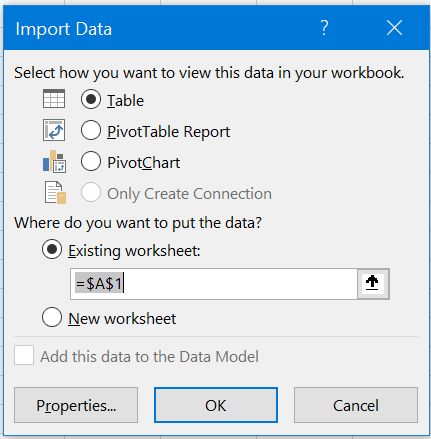 Import Data ?
Select how you want to view this data in your workbook.
Table
PivotTable Report
PivotChart
Only Create Connection
Where do you want to put the data?
Existing worksheet:
=$A$1
New worksheet
Add this data to the Data Model
Properties... OK Cancel